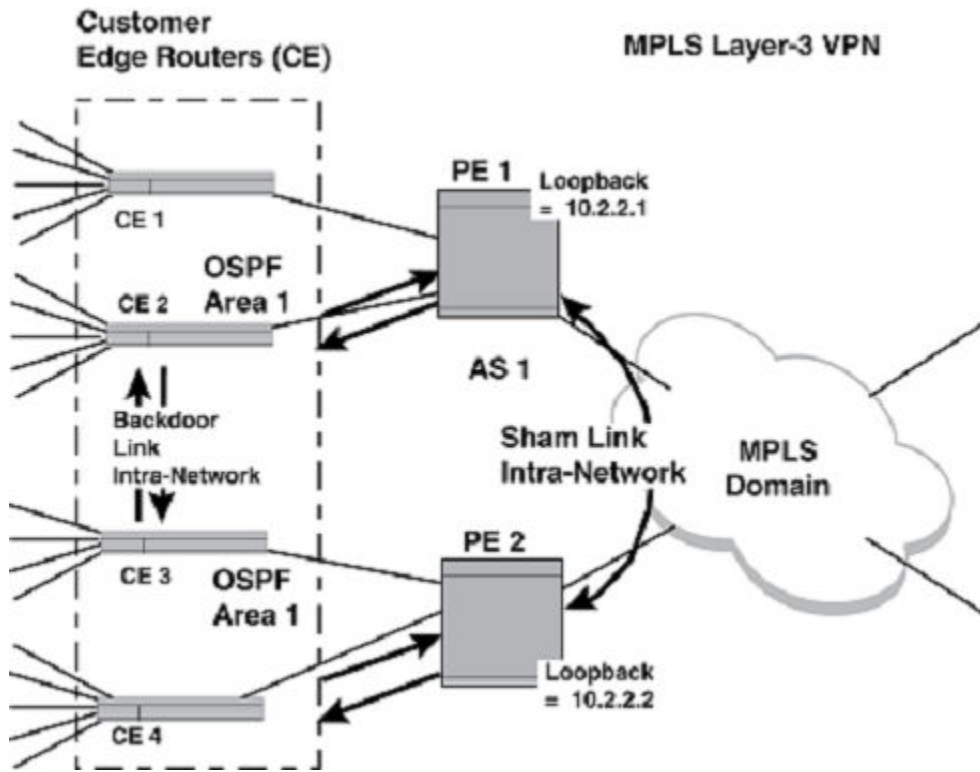 Customer
Edge Routers (CE)
MPLS Layer-3 VPN
PE 1
Loopback
= 10.2.2.1
CE 1
OSPF
Area 1
CE 2
AS 1
Backdoor
Link
Intra-Network
Sham Link
Intra-Network
MPLS
Domain
PE 2
CE 3
OSPF
Area 1
Loopback
= 10.2.2.2
CE 4